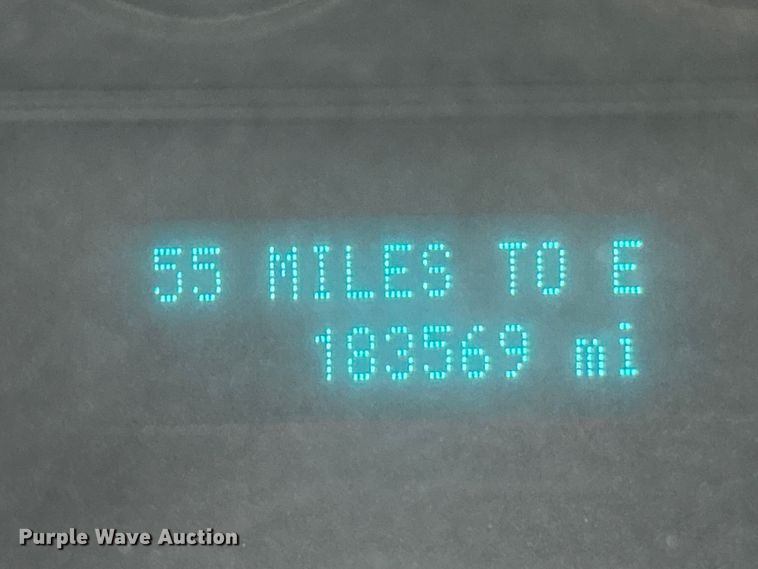 55 MILES TO E
183569 mi
Purple Wave Auction